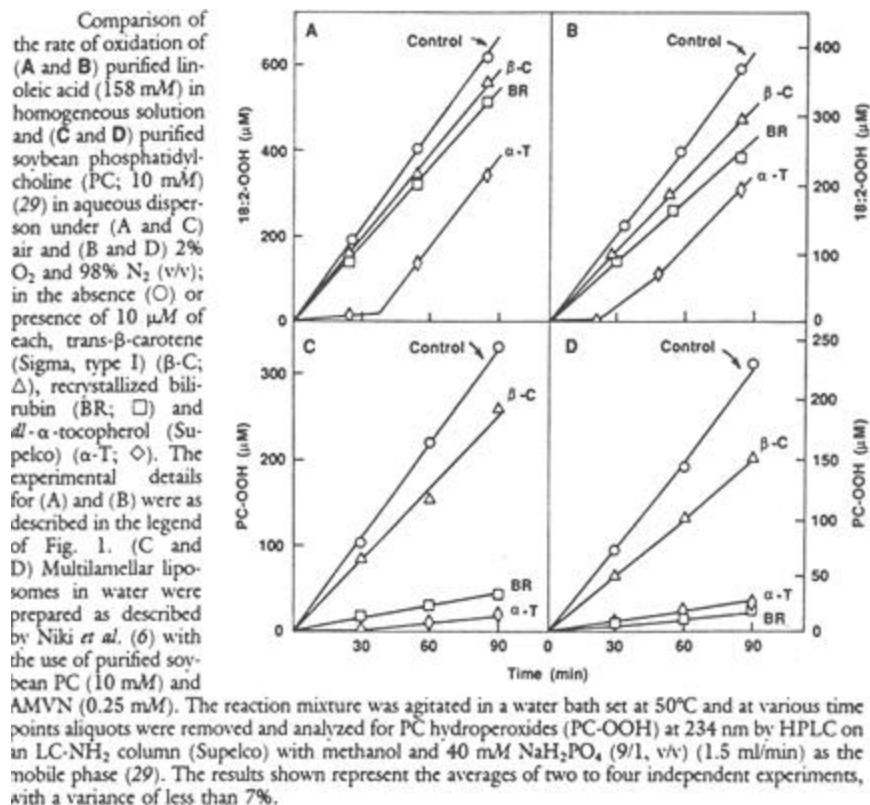 Comparison of
the rate of oxidation of
(A and B) purified lin-
oleic acid (158 mM) in
homogeneous solution
and (C and D) purified
soybean phosphatidyl-
choline (PC; 10 mM)
(29) in aqueous disper-
son under (A and C)
air and (B and D) 2%
O₂ and 98% N₂ (v/v);
in the absence (○) or
presence of 10 μM of
each, trans-β-carotene
(Sigma, type I) (β-C;
△), recrystallized bili-
rubin (BR; □) and
dl-α-tocopherol (Su-
pelco) (α-T; ◇). The
experimental details
for (A) and (B) were as
described in the legend
of Fig. 1. (C and
D) Multilamellar lipo-
somes in water were
prepared as described
by Niki et al. (6) with
the use of purified soy-
bean PC (10 mM) and
AMVN (0.25 mM). The reaction mixture was agitated in a water bath set at 50°C and at various time
points aliquots were removed and analyzed for PC hydroperoxides (PC-OOH) at 234 nm by HPLC on
an LC-NH₂ column (Supelco) with methanol and 40 mM NaH₂PO₄ (9/1, v/v) (1.5 ml/min) as the
mobile phase (29). The results shown represent the averages of two to four independent experiments,
with a variance of less than 7%.
A
Control
β-C
BR
α-T
600
400
200
0
18:2-OOH (μM)
B
Control
β-C
BR
α-T
400
300
200
100
0
18:2-OOH (μM)
C
Control
β-C
BR
α-T
300
200
100
0
PC-OOH (μM)
30
60
90
D
Control
β-C
α-T
BR
250
200
150
100
50
0
PC-OOH (μM)
0
30
60
90
Time (min)